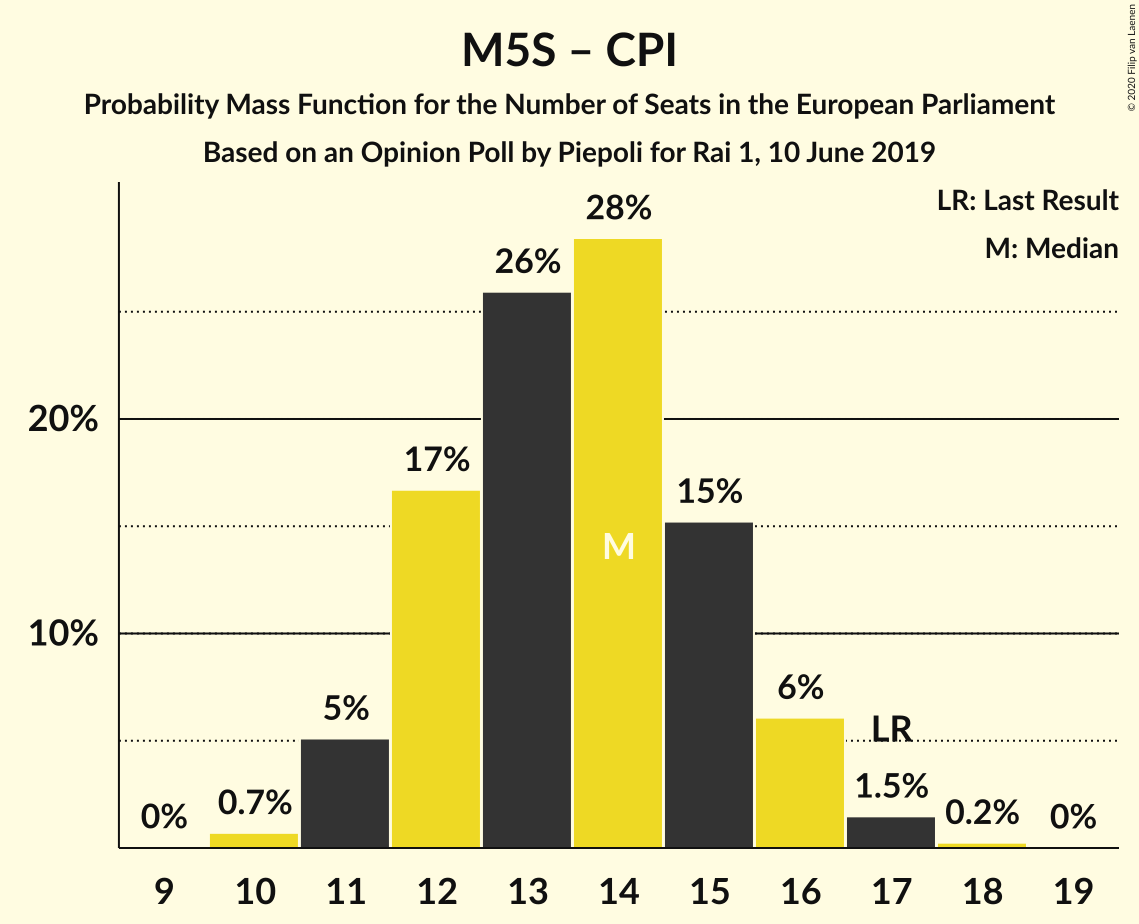 M5S – CPI
Probability Mass Function for the Number of Seats in the European Parliament
Based on an Opinion Poll by Piepoli for Rai 1, 10 June 2019
© 2020 Filip van Laenen
LR: Last Result
M: Median
28%
26%
20%
17%
15%
M
10%
6%
5%
LR
1.5%
0.7%
0.2%
0%
0%
9 10 11 12 13 14 15 16 17 18 19